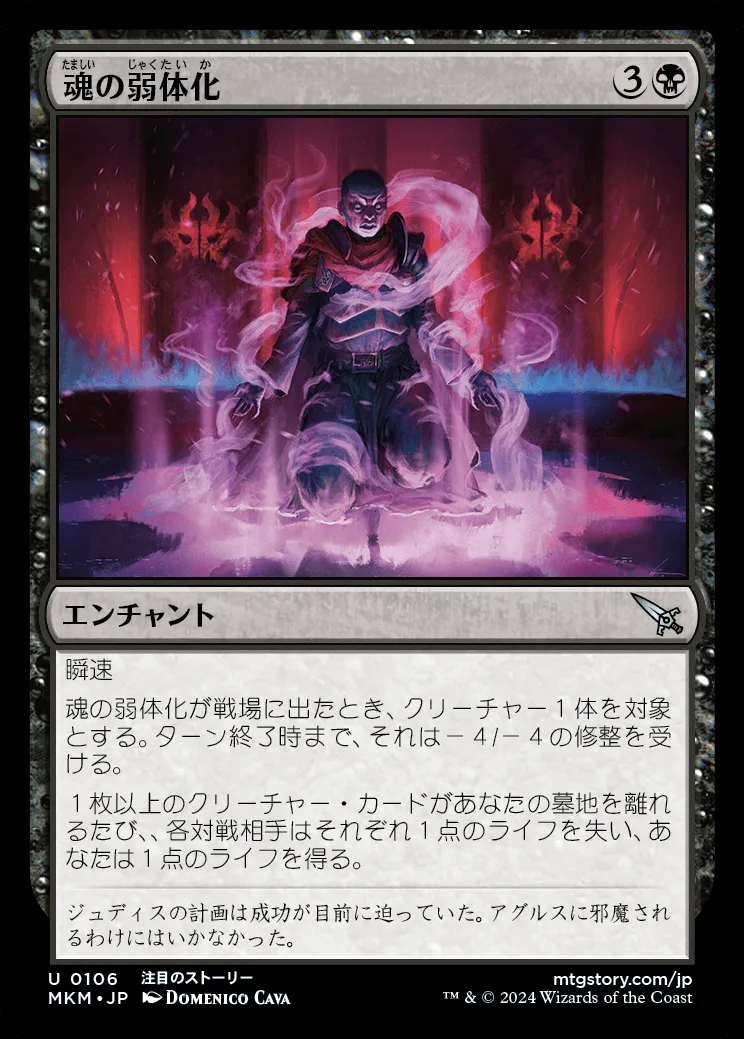 たましい じゃくたいか
魂の弱体化 3
エンチャント
瞬速
魂の弱体化が戦場に出たとき、クリーチャー1体を対象
とする。ターン終了時まで、それは-4/-4の修整を受
ける。
1枚以上のクリーチャー・カードがあなたの墓地を離れ
るたび、、各対戦相手はそれぞれ1点のライフを失い、あ
なたは1点のライフを得る。
ジュディスの計画は成功が目前に迫っていた。アグルスに邪魔され
るわけにはいかなかった。
U 0106 注目のストーリー mtgstory.com/jp
MKM・JP Domenico Cava ™ & © 2024 Wizards of the Coast